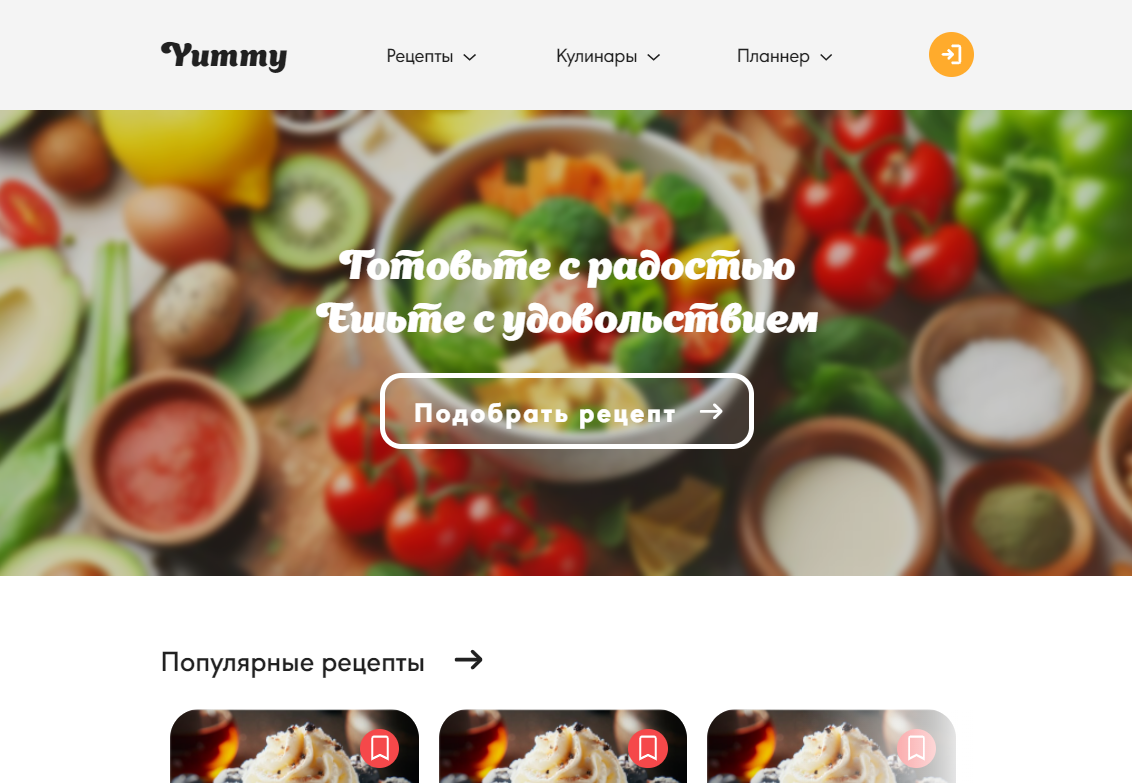 Yummy
Рецепты
Кулинары
Планнер
Готовьте с радостью
Ешьте с удовольствием
Подобрать рецепт
Популярные рецепты